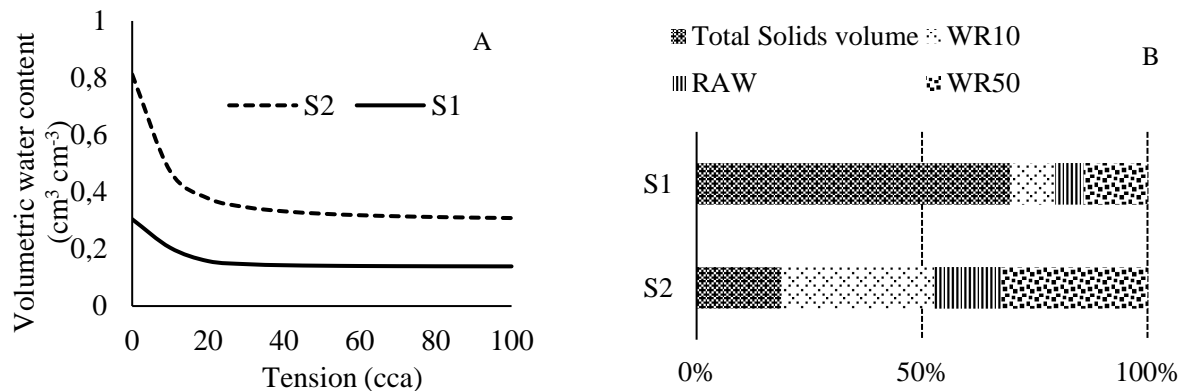 A
Volumetric water content
(cm³ cm⁻³)
1
0,8
0,6
0,4
0,2
0
S2 S1
0 20 40 60 80 100
Tension (cca)
B
Total Solids volume WR10
RAW WR50
S1
S2
0% 50% 100%